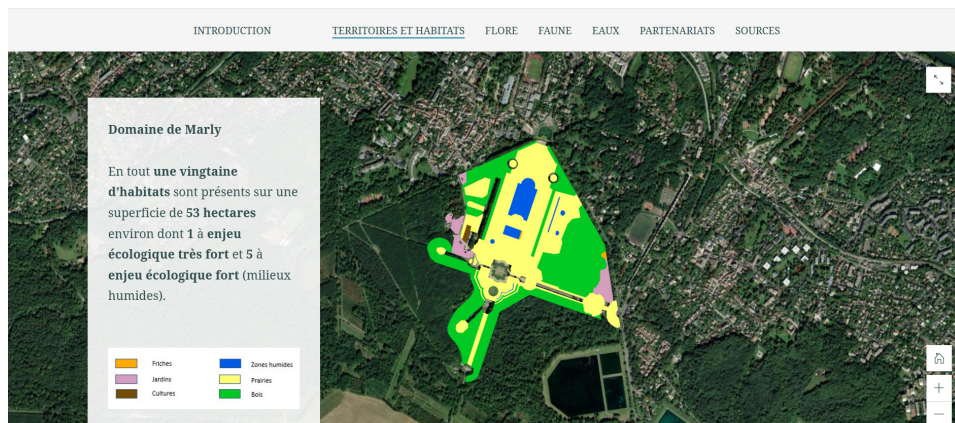 INTRODUCTION TERRITOIRES ET HABITATS FLORE FAUNE EAUX PARTENARIATS SOURCES
Domaine de Marly
En tout une vingtaine
d'habitats sont présents sur une
superficie de 53 hectares
environ dont 1 à enjeu
écologique très fort et 5 à
enjeu écologique fort (milieux
humides).
Friches Zones humides
Jardins Prairies
Cultures Bois